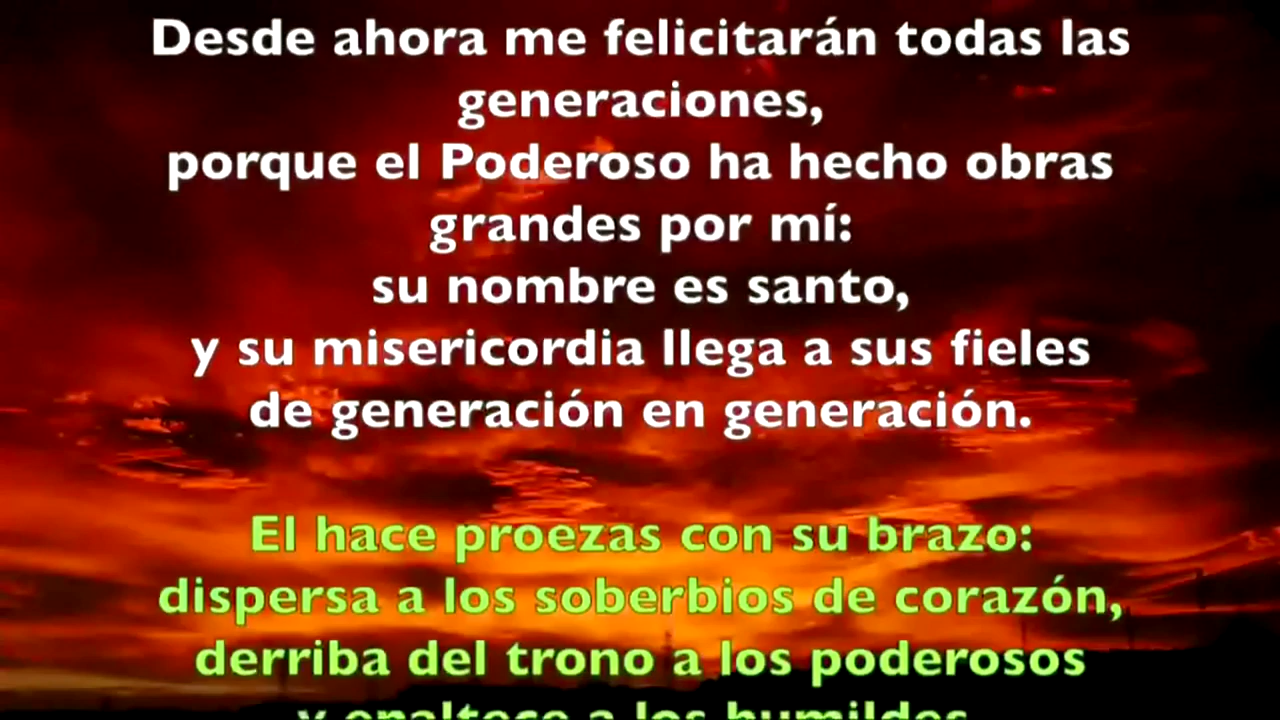 Desde ahora me felicitarán todas las
generaciones,
porque el Poderoso ha hecho obras
grandes por mí:
su nombre es santo,
y su misericordia llega a sus fieles
de generación en generación.
El hace proezas con su brazo:
dispersa a los soberbios de corazón,
derriba del trono a los poderosos
y enaltece a los humildes